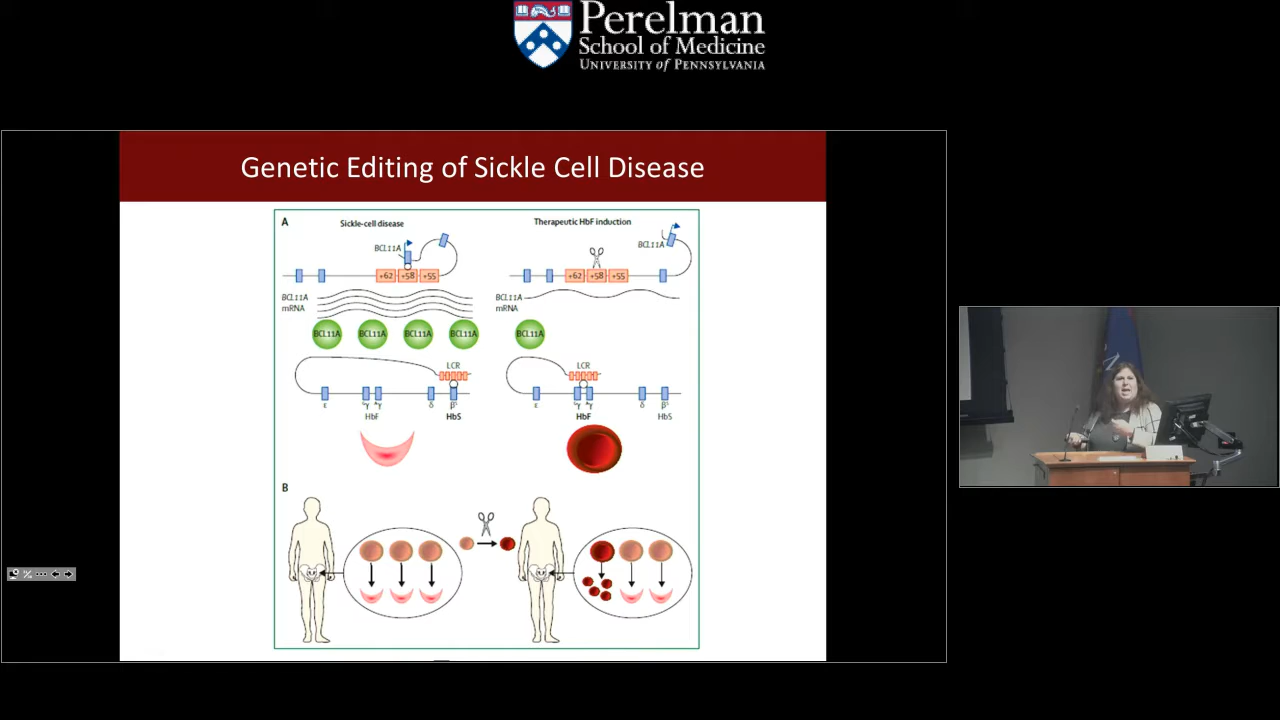 Perelman
School of Medicine
UNIVERSITY of PENNSYLVANIA
Genetic Editing of Sickle Cell Disease
A
Sickle-cell disease
BCL11A
+62 +58 +55
BCL11A
mRNA
BCL11A BCL11A BCL11A BCL11A
LCR
ε Gγ Aγ δ βS
HbF HbS
Therapeutic HbF induction
BCL11A
+62 +58 +55
BCL11A
mRNA
BCL11A
LCR
ε Gγ Aγ δ βS
HbF HbS
B